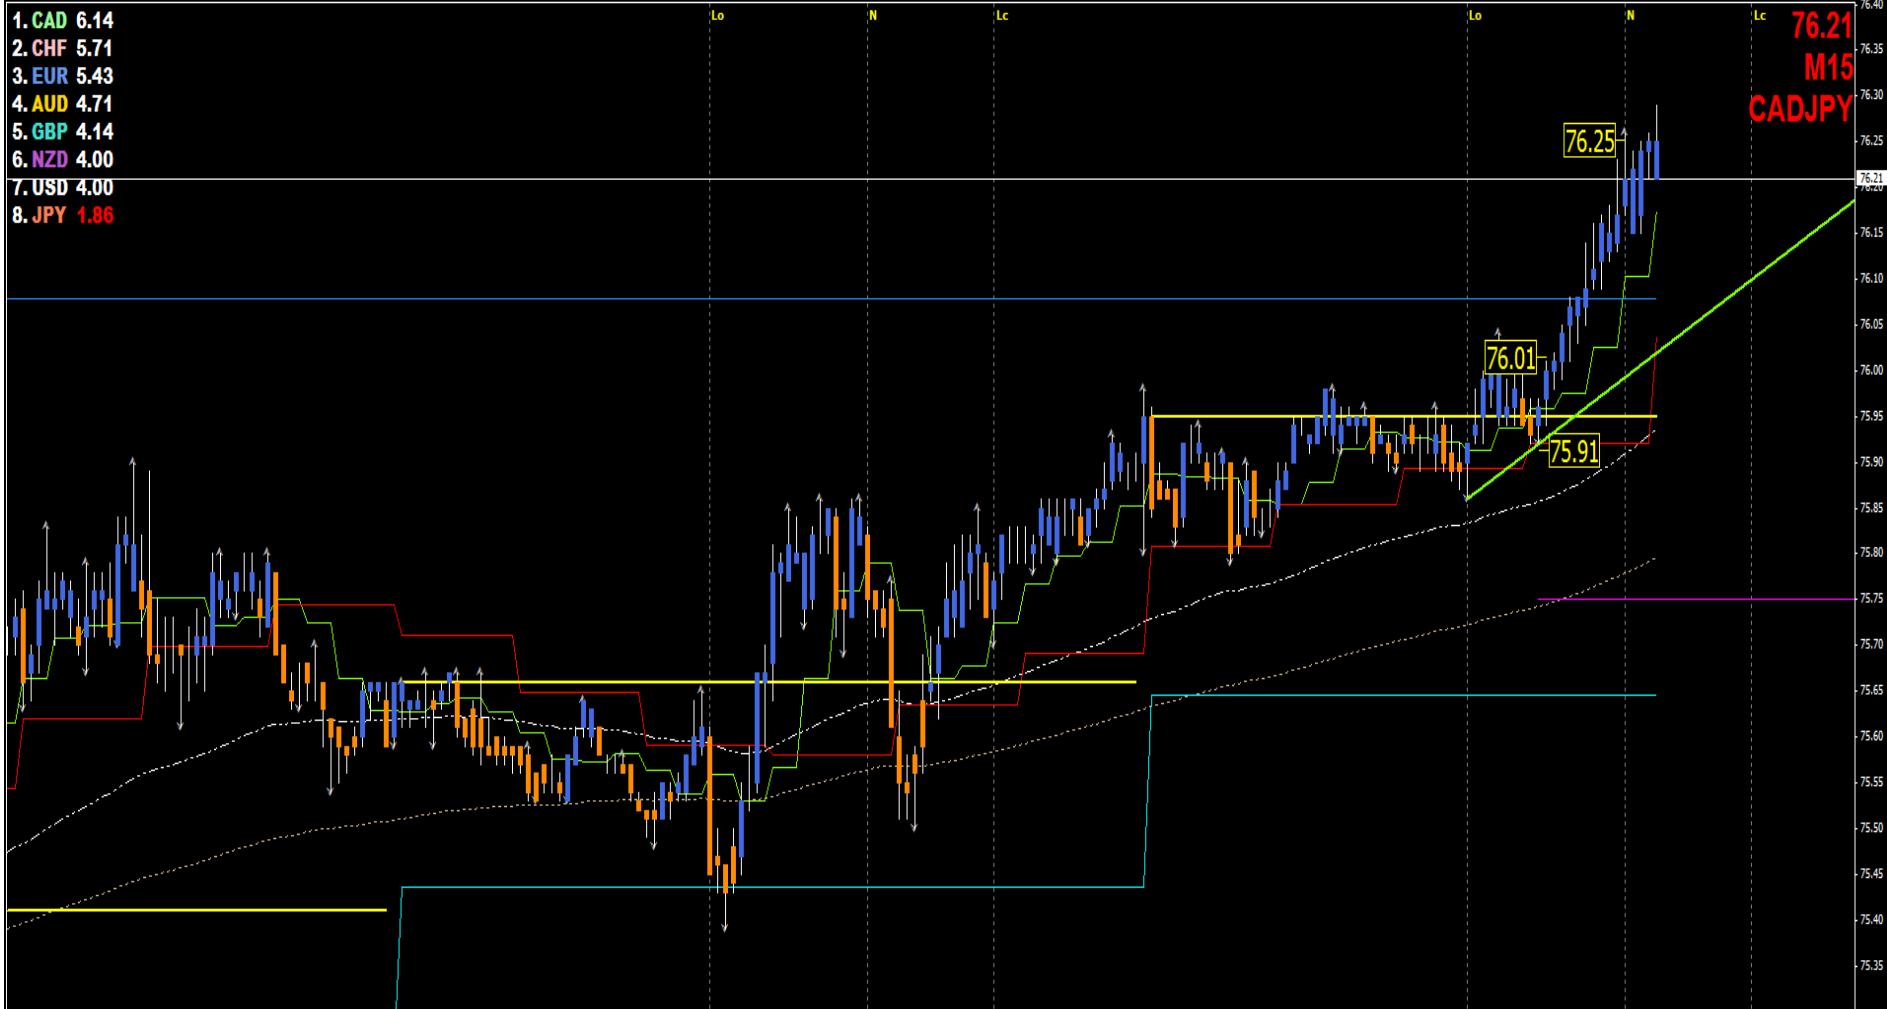 1. CAD 6.14
2. CHF 5.71
3. EUR 5.43
4. AUD 4.71
5. GBP 4.14
6. NZD 4.00
7. USD 4.00
8. JPY 1.86
Lo
N
Lc
Lo
N
Lc
76.21
M15
CADJPY
76.25
76.01
75.91
76.40
76.35
76.30
76.25
76.21
76.20
76.15
76.10
76.05
76.00
75.95
75.90
75.85
75.80
75.75
75.70
75.65
75.60
75.55
75.50
75.45
75.40
75.35